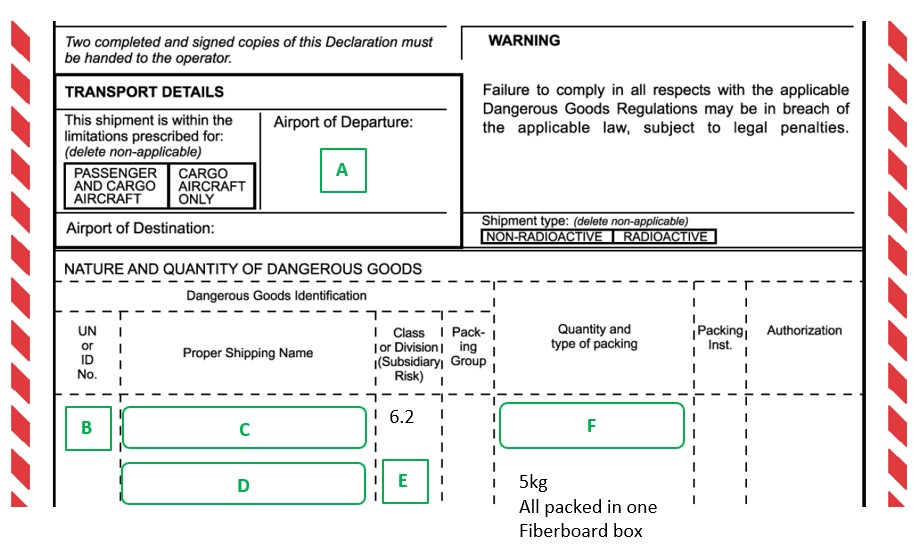 Two completed and signed copies of this Declaration must
be handed to the operator.
WARNING
Failure to comply in all respects with the applicable
Dangerous Goods Regulations may be in breach of
the applicable law, subject to legal penalties.
TRANSPORT DETAILS
This shipment is within the
limitations prescribed for:
(delete non-applicable)
PASSENGER
AND CARGO
AIRCRAFT
CARGO
AIRCRAFT
ONLY
Airport of Departure:
A
Airport of Destination:
Shipment type: (delete non-applicable)
NON-RADIOACTIVE RADIOACTIVE
NATURE AND QUANTITY OF DANGEROUS GOODS
Dangerous Goods Identification
UN
or
ID
No.
Proper Shipping Name
Class
or Division
(Subsidiary
Risk)
Pack-
ing
Group
Quantity and
type of packing
Packing
Inst.
Authorization
B
C
6.2
F
D
E
5kg
All packed in one
Fiberboard box